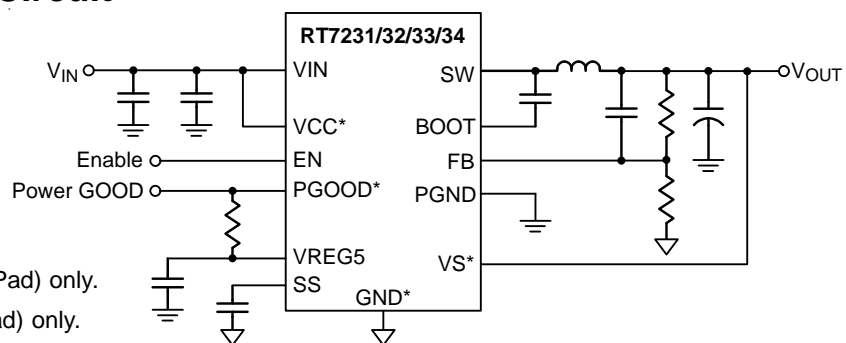 RT7231/32/33/34
VIN
VIN
SW
VOUT
VCC*
BOOT
Enable
EN
FB
Power GOOD
PGOOD*
PGND
VREG5
VS*
Pad) only.
SS
GND*
ad) only.